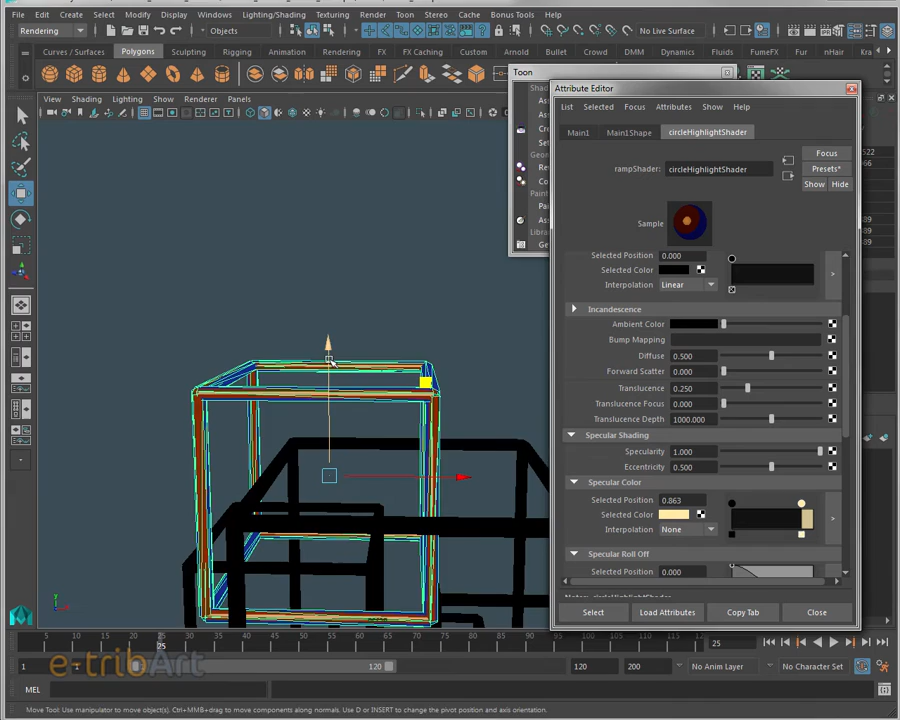 File Edit Create Select Modify Display Windows Lighting/Shading Texturing Render Toon Stereo Cache Bonus Tools Help
Rendering Objects No Live Surface
Curves / Surfaces Polygons Sculpting Rigging Animation Rendering FX FX Caching Custom Arnold Bullet Crowd DMM Dynamics Fluids FumeFX Fur nHair
View Shading Lighting Show Renderer Panels
Toon
Attribute Editor
List Selected Focus Attributes Show Help
Main1 Main1Shape circleHighlightShader
Focus
rampShader: circleHighlightShader Presets*
Show Hide
Sample
Selected Position 0.000
Selected Color
Interpolation Linear
>
Incandescence
Ambient Color
Bump Mapping
Diffuse 0.500
Forward Scatter 0.000
Translucence 0.250
Translucence Focus 0.000
Translucence Depth 1000.000
Specular Shading
Specularity 1.000
Eccentricity 0.500
Specular Color
Selected Position 0.863
Selected Color
Interpolation None
>
Specular Roll Off
Selected Position 0.000
Select Load Attributes Copy Tab Close
5 10 15 20 25 30 35 40 45 50 55 60 65 70 75 80 85 90 95 100 105 110 115 120
25
1 1 120 120 200 No Anim Layer No Character Set
e-tribArt
MEL
Move Tool: Use manipulator to move object(s). Ctrl+MMB+drag to move components along normals. Use D or INSERT to change the pivot position and axis orientation.